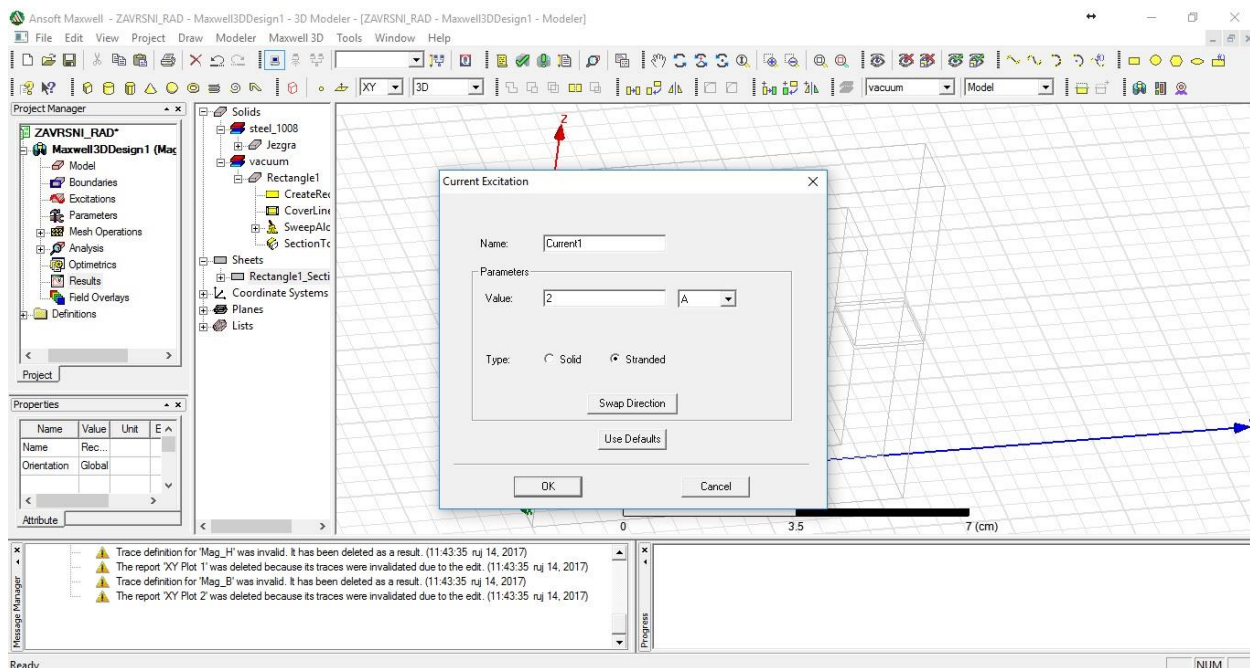 Ansoft Maxwell - ZAVRSNI_RAD - Maxwell3DDesign1 - 3D Modeler - [ZAVRSNI_RAD - Maxwell3DDesign1 - Modeler]
File Edit View Project Draw Modeler Maxwell 3D Tools Window Help
XY 3D vacuum Model
Project Manager
ZAVRSNI_RAD*
Maxwell3DDesign1 (Mag
Model
Boundaries
Excitations
Parameters
Mesh Operations
Analysis
Optimetrics
Results
Field Overlays
Definitions
Project
Solids
steel_1008
Jezgra
vacuum
Rectangle1
CreateRec
CoverLine
SweepAlo
SectionTo
Sheets
Rectangle1_Secti
Coordinate Systems
Planes
Lists
Properties
Name Value Unit E
Name Rec...
Orientation Global
Attribute
Z
Current Excitation
Name: Current1
Parameters
Value: 2 A
Type: Solid Stranded
Swap Direction
Use Defaults
OK Cancel
0 3.5 7 (cm)
Message Manager
Trace definition for 'Mag_H' was invalid. It has been deleted as a result. (11:43:35 ruj 14, 2017)
The report 'XY Plot 1' was deleted because its traces were invalidated due to the edit. (11:43:35 ruj 14, 2017)
Trace definition for 'Mag_B' was invalid. It has been deleted as a result. (11:43:35 ruj 14, 2017)
The report 'XY Plot 2' was deleted because its traces were invalidated due to the edit. (11:43:35 ruj 14, 2017)
Progress
Ready
NUM